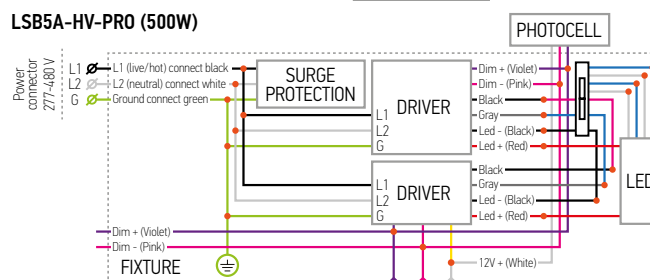 LSB5A-HV-PRO (500W)
PHOTOCELL
Power
connector
277-480 V
L1
L1 (live/hot) connect black
L2
L2 (neutral) connect white
G
Ground connect green
SURGE
PROTECTION
DRIVER
L1
L2
G
Dim + (Violet)
Dim - (Pink)
Black
Gray
Led - (Black)
Led + (Red)
DRIVER
L1
L2
G
Black
Gray
Led - (Black)
Led + (Red)
LED
Dim + (Violet)
Dim - (Pink)
12V + (White)
FIXTURE